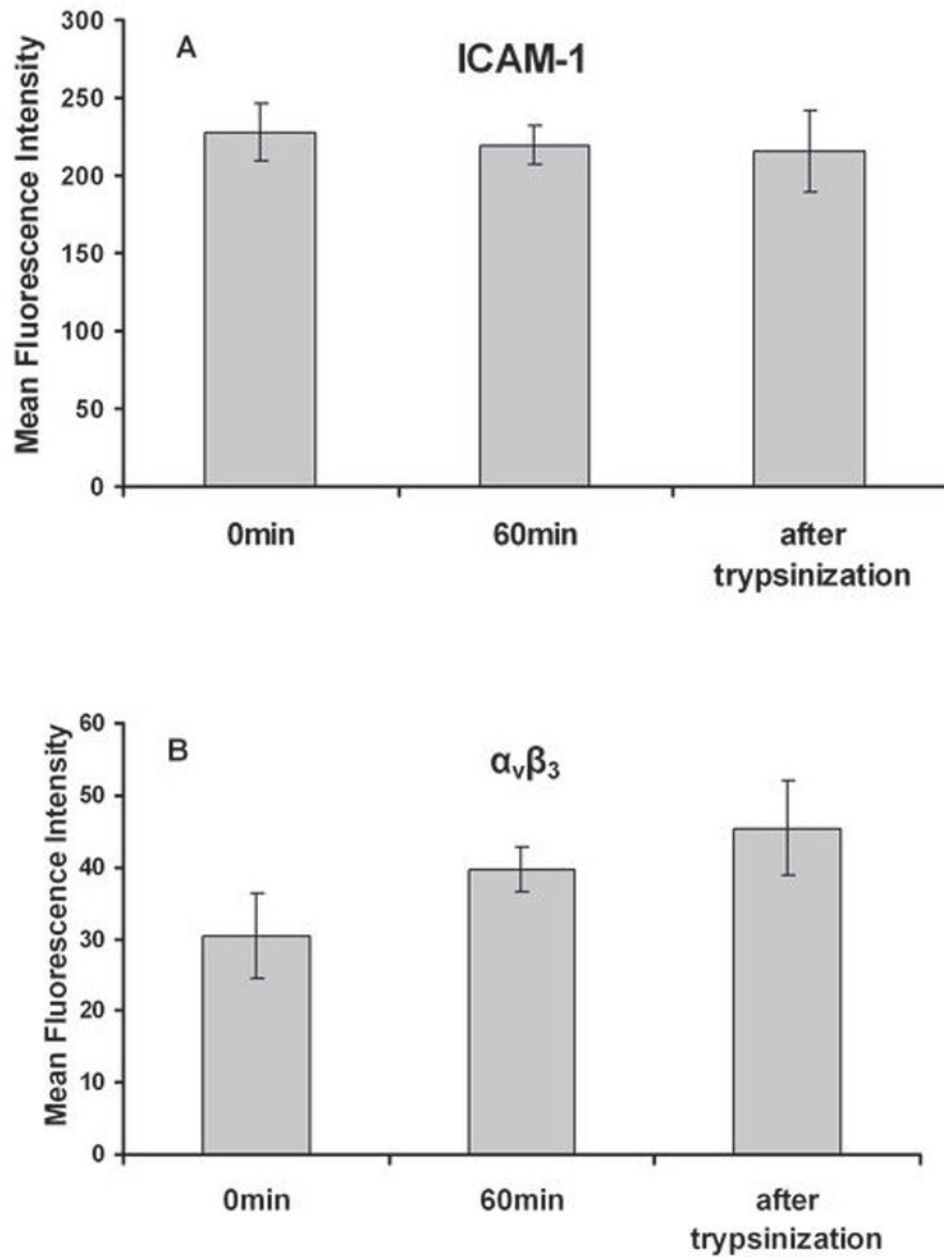 A
ICAM-1
Mean Fluorescence Intensity
300
250
200
150
100
50
0
0min
60min
after
trypsinization
B
αvβ3
Mean Fluorescence Intensity
60
50
40
30
20
10
0
0min
60min
after
trypsinization